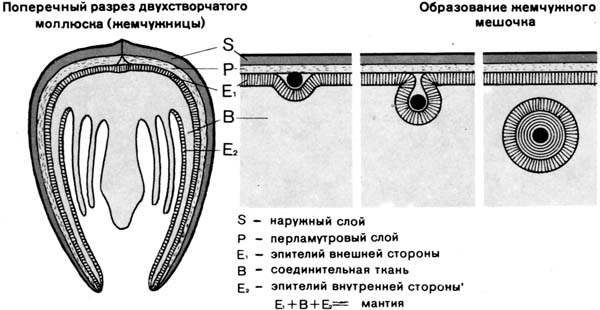 Поперечный разрез двухстворчатого
моллюска (жемчужницы)
Образование жемчужного
мешочка
S
P
E₁
B
E₂
S – наружный слой
P – перламутровый слой
E₁ – эпителий внешней стороны
B – соединительная ткань
E₂ – эпителий внутренней стороны'
E₁+B+E₂= мантия